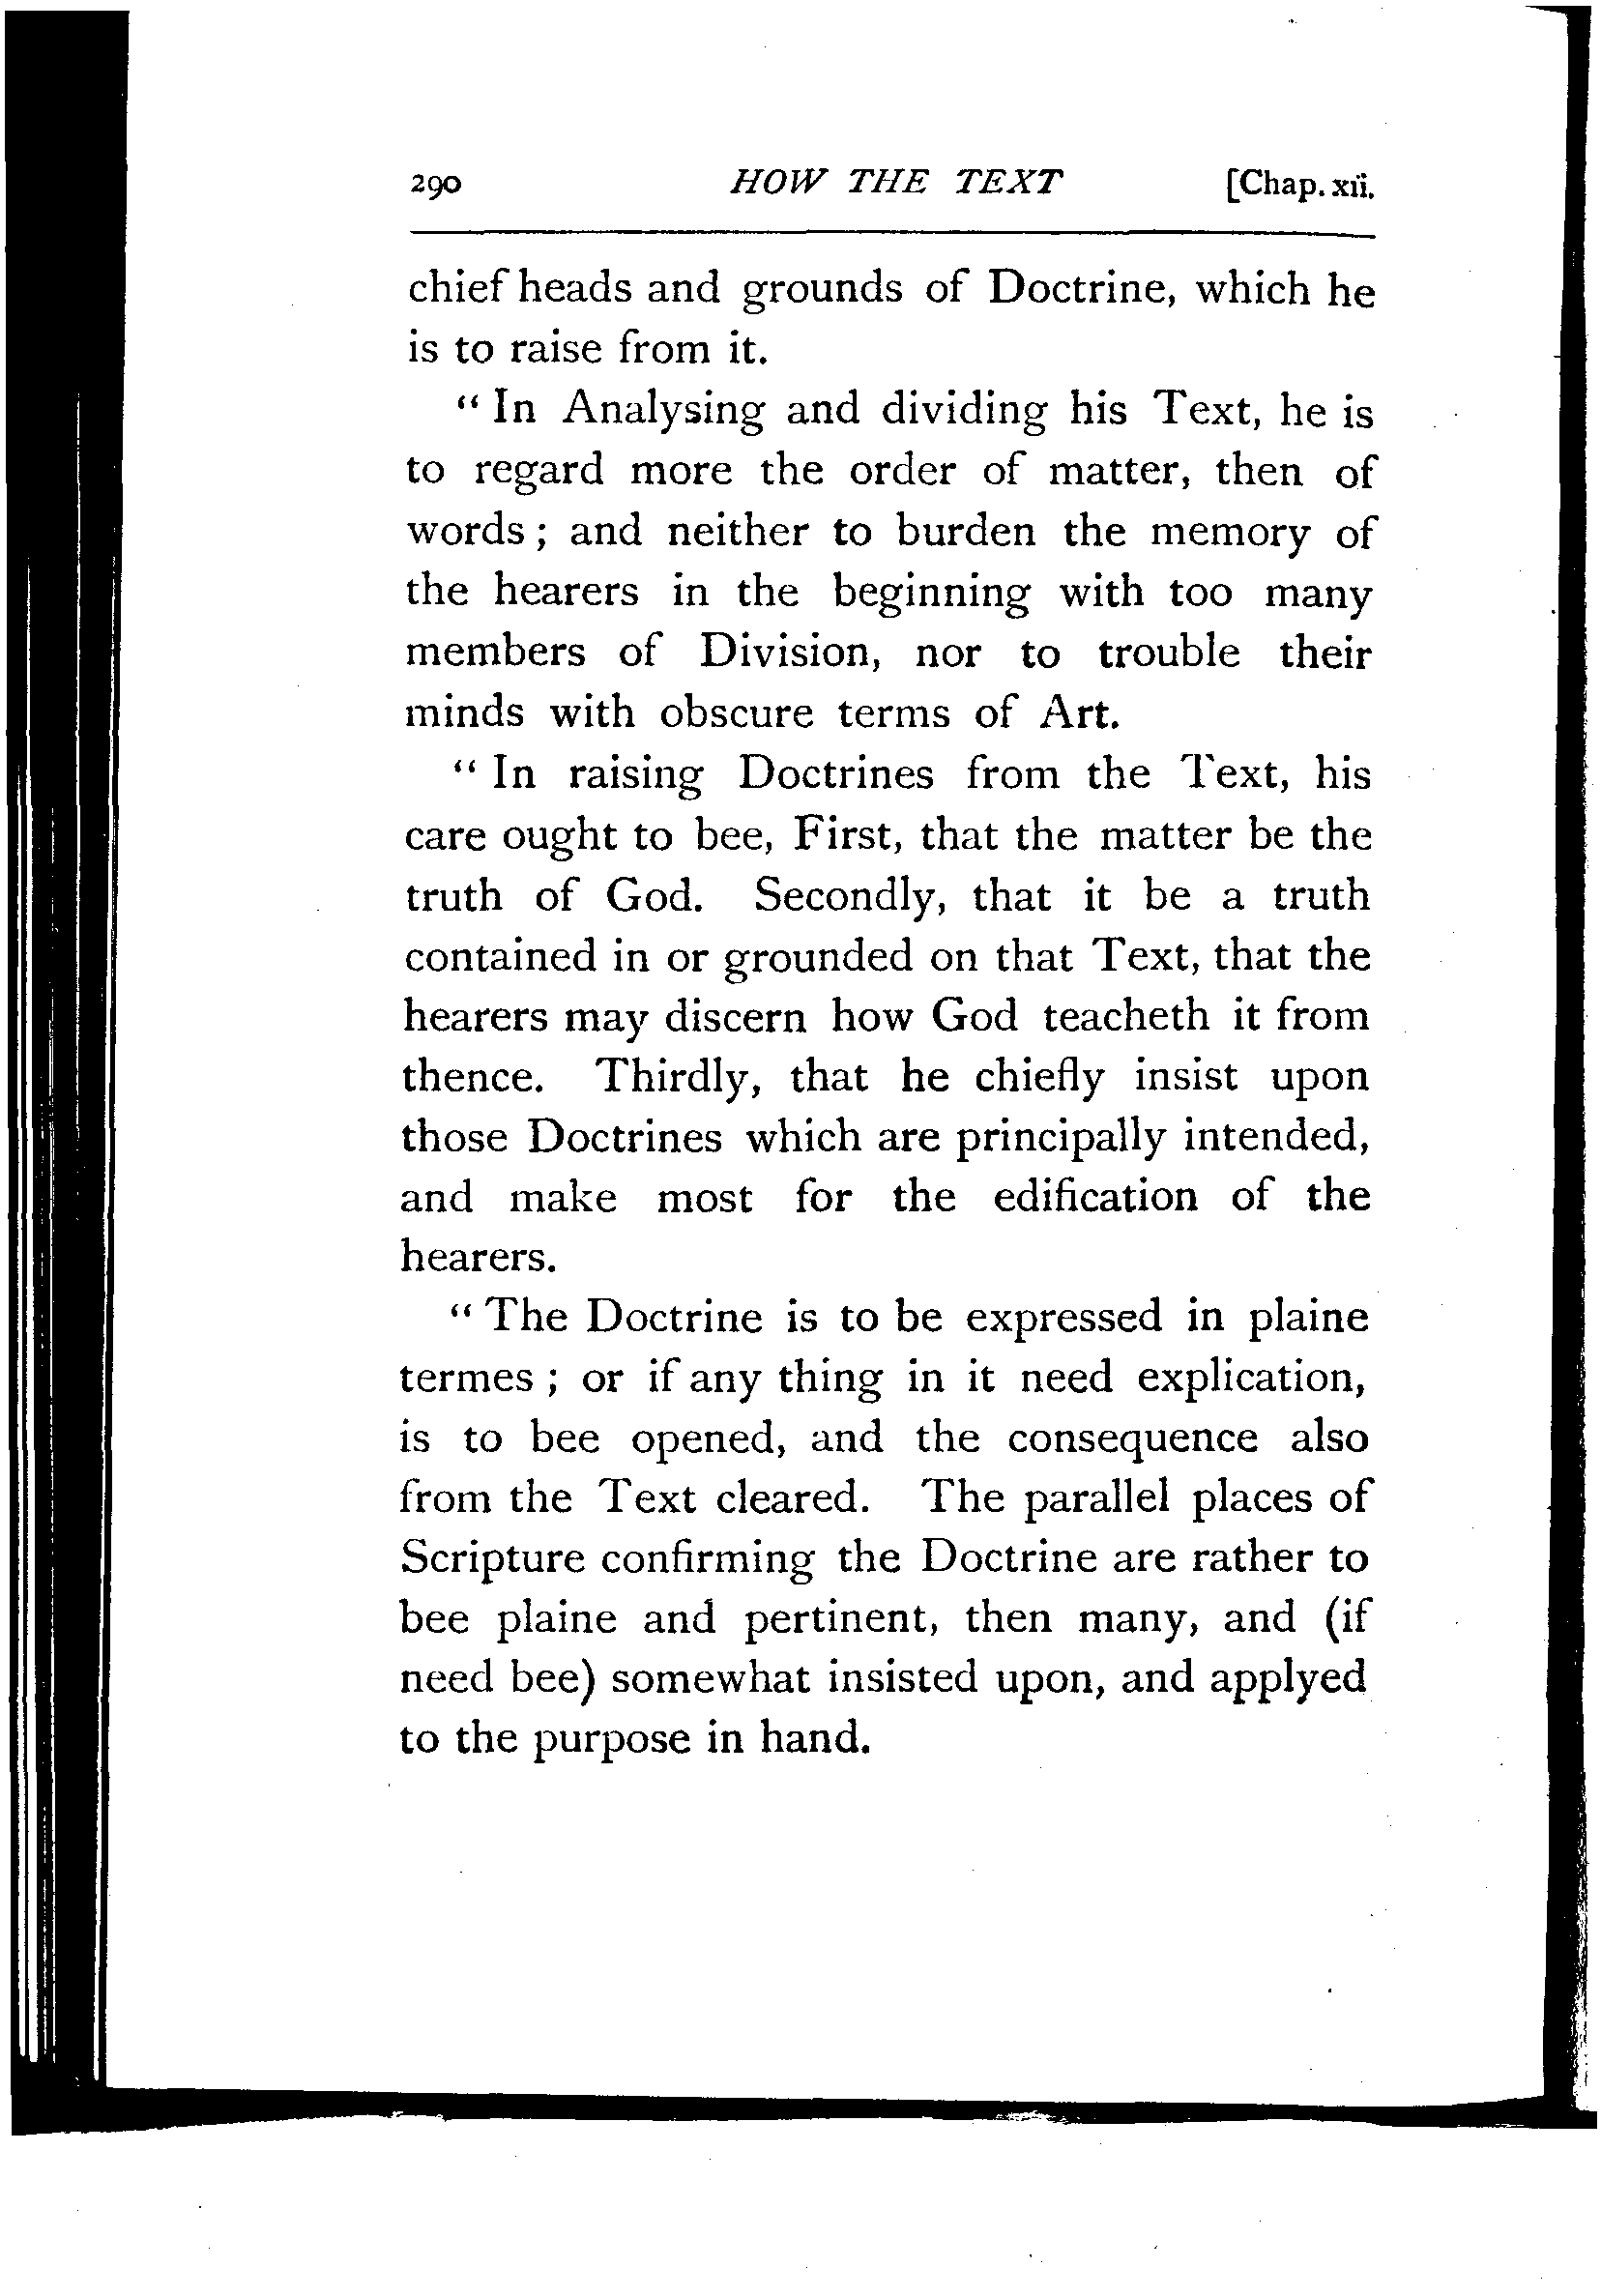 290 HOW THE TEXT [Chap. xii.
chief heads and grounds of Doctrine, which he
is to raise from it.
“ In Analysing and dividing his Text, he is
to regard more the order of matter, then of
words ; and neither to burden the memory of
the hearers in the beginning with too many
members of Division, nor to trouble their
minds with obscure terms of Art.
“ In raising Doctrines from the Text, his
care ought to bee, First, that the matter be the
truth of God. Secondly, that it be a truth
contained in or grounded on that Text, that the
hearers may discern how God teacheth it from
thence. Thirdly, that he chiefly insist upon
those Doctrines which are principally intended,
and make most for the edification of the
hearers.
“ The Doctrine is to be expressed in plaine
termes ; or if any thing in it need explication,
is to bee opened, and the consequence also
from the Text cleared. The parallel places of
Scripture confirming the Doctrine are rather to
bee plaine and pertinent, then many, and (if
need bee) somewhat insisted upon, and applyed
to the purpose in hand.